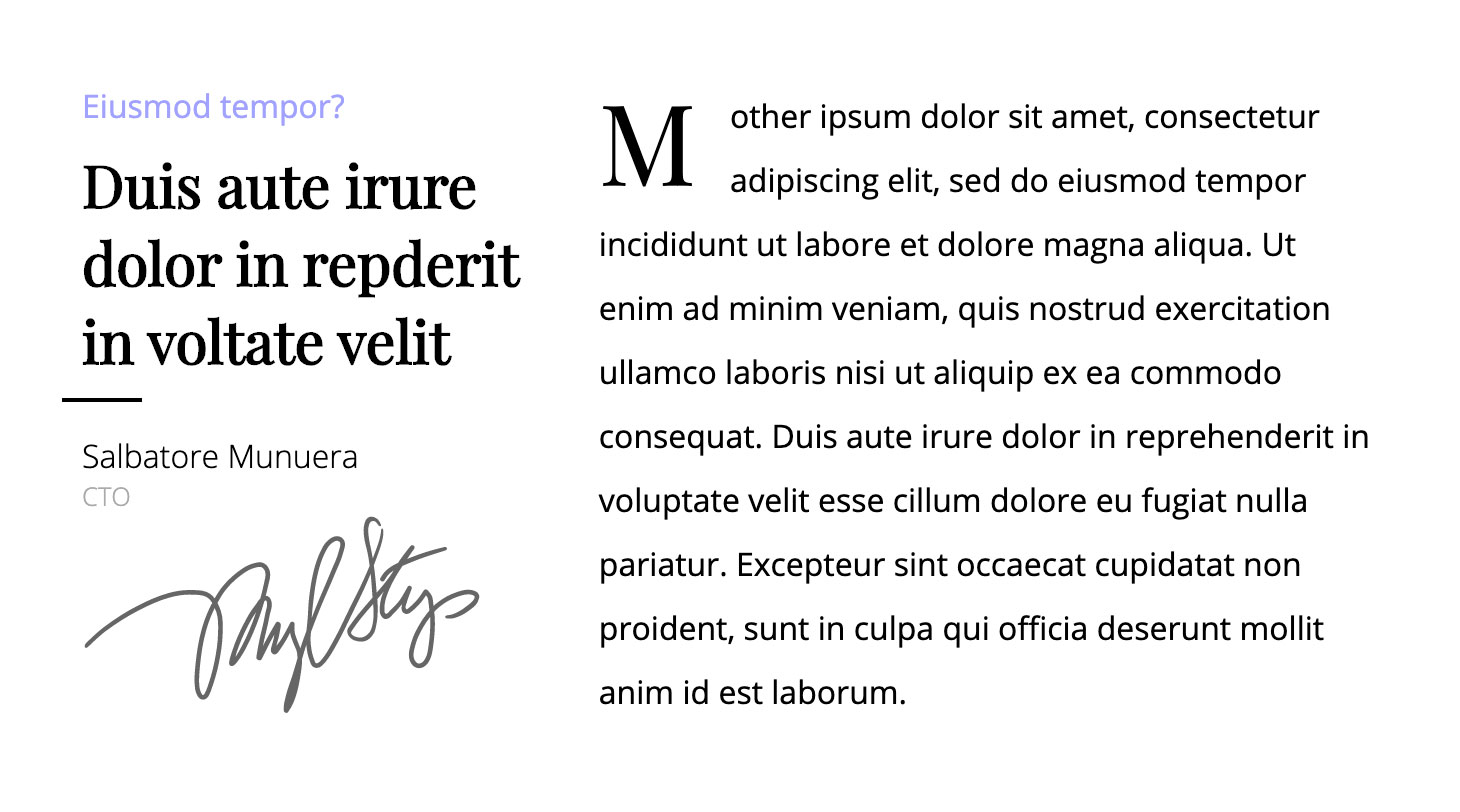 Eiusmod tempor?
Duis aute irure
dolor in repderit
in voltate velit
Salbatore Munuera
CTO
Mother ipsum dolor sit amet, consectetur
adipiscing elit, sed do eiusmod tempor
incididunt ut labore et dolore magna aliqua. Ut
enim ad minim veniam, quis nostrud exercitation
ullamco laboris nisi ut aliquip ex ea commodo
consequat. Duis aute irure dolor in reprehenderit in
voluptate velit esse cillum dolore eu fugiat nulla
pariatur. Excepteur sint occaecat cupidatat non
proident, sunt in culpa qui officia deserunt mollit
anim id est laborum.